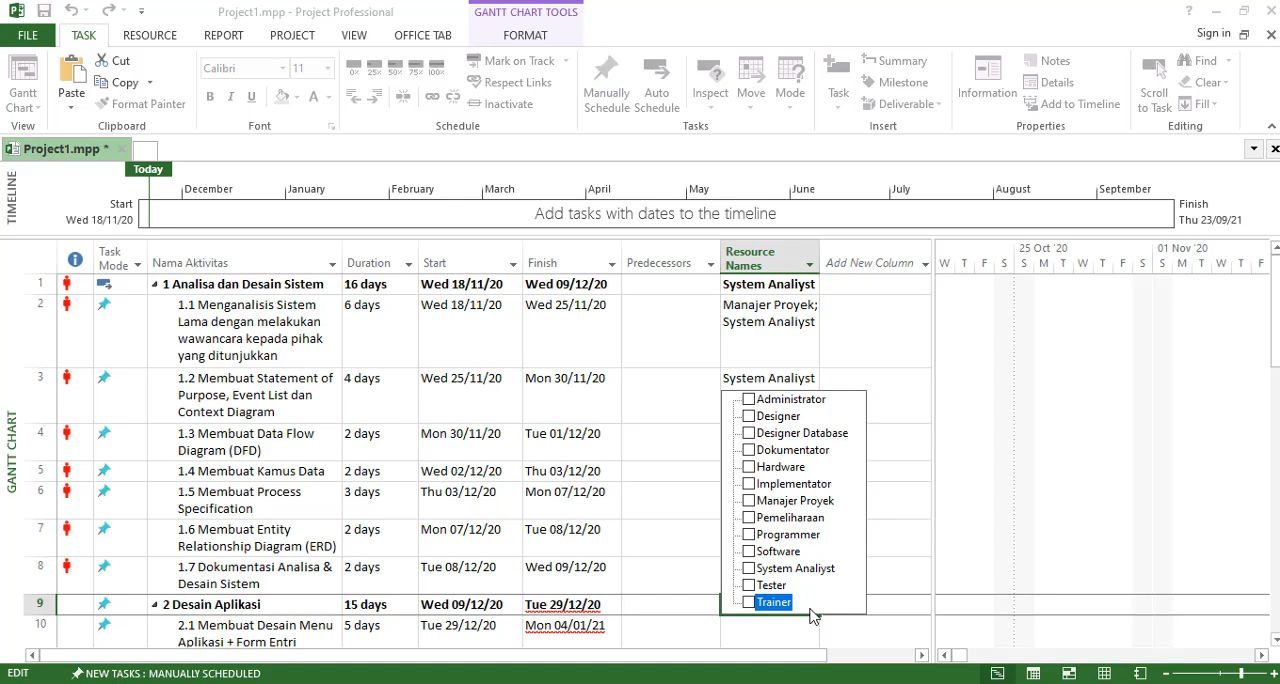 Project1.mpp - Project Professional
GANTT CHART TOOLS
FILE TASK RESOURCE REPORT PROJECT VIEW OFFICE TAB FORMAT
Sign in
Gantt Chart
View
Paste
Cut
Copy
Format Painter
Clipboard
Calibri 11
B I U A
Font
0× 25× 50× 75× 100×
Mark on Track
Respect Links
Inactivate
Schedule
Manually Schedule
Auto Schedule
Inspect
Move
Mode
Tasks
Task
Summary
Milestone
Deliverable
Insert
Information
Notes
Details
Add to Timeline
Properties
Scroll to Task
Find
Clear
Fill
Editing
Project1.mpp *
Today
TIMELINE
December January February March April May June July August September
Start
Wed 18/11/20
Add tasks with dates to the timeline
Finish
Thu 23/09/21
GANTT CHART
Task Mode
Nama Aktivitas
Duration
Start
Finish
Predecessors
Resource Names
Add New Column
25 Oct '20 01 Nov '20
W T F S S M T W T F S S M T W T F
1 1 Analisa dan Desain Sistem 16 days Wed 18/11/20 Wed 09/12/20 System Analyst
2 1.1 Menganalisis Sistem 6 days Wed 18/11/20 Wed 25/11/20 Manajer Proyek;
Lama dengan melakukan System Analiyst
wawancara kepada pihak
yang ditunjukkan
3 1.2 Membuat Statement of 4 days Wed 25/11/20 Mon 30/11/20 System Analyst
Purpose, Event List dan
Context Diagram
4 1.3 Membuat Data Flow 2 days Mon 30/11/20 Tue 01/12/20
Diagram (DFD)
5 1.4 Membuat Kamus Data 2 days Wed 02/12/20 Thu 03/12/20
6 1.5 Membuat Process 3 days Thu 03/12/20 Mon 07/12/20
Specification
7 1.6 Membuat Entity 2 days Mon 07/12/20 Tue 08/12/20
Relationship Diagram (ERD)
8 1.7 Dokumentasi Analisa & 2 days Tue 08/12/20 Wed 09/12/20
Desain Sistem
9 2 Desain Aplikasi 15 days Wed 09/12/20 Tue 29/12/20
10 2.1 Membuat Desain Menu 5 days Tue 29/12/20 Mon 04/01/21
Aplikasi + Form Entri
Administrator
Designer
Designer Database
Dokumentator
Hardware
Implementator
Manajer Proyek
Pemeliharaan
Programmer
Software
System Analyst
Tester
Trainer
EDIT
NEW TASKS : MANUALLY SCHEDULED